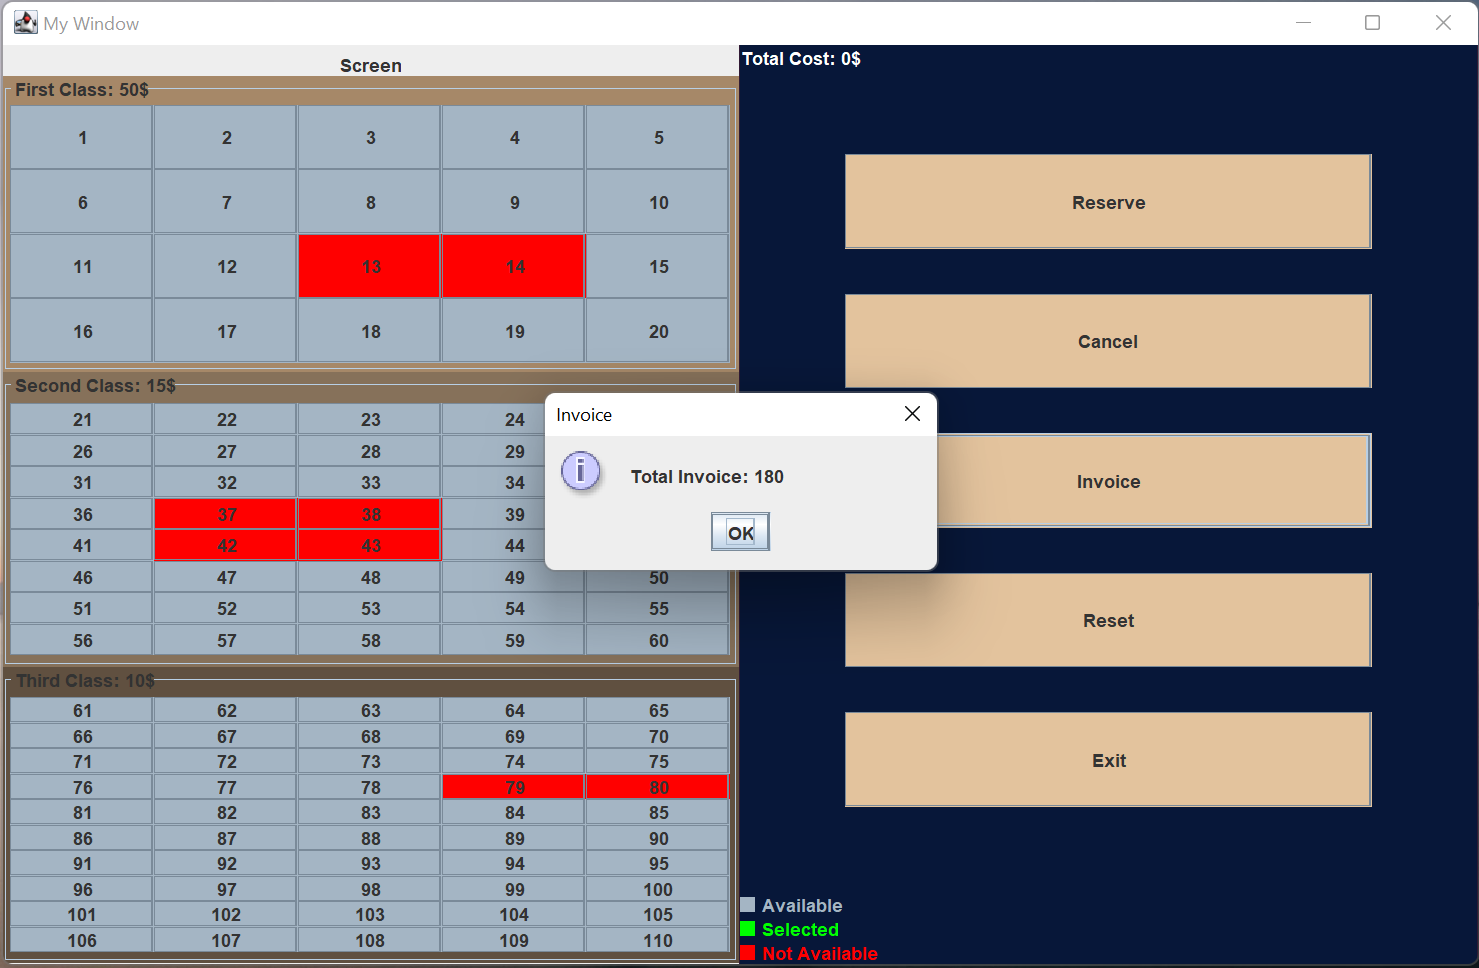 My Window
Screen
Total Cost: 0$
First Class: 50$
1 2 3 4 5
6 7 8 9 10
11 12 13 14 15
16 17 18 19 20
Second Class: 15$
21 22 23 24
26 27 28 29
31 32 33 34
36 37 38 39
41 42 43 44
46 47 48 49 50
51 52 53 54 55
56 57 58 59 60
Third Class: 10$
61 62 63 64 65
66 67 68 69 70
71 72 73 74 75
76 77 78 79 80
81 82 83 84 85
86 87 88 89 90
91 92 93 94 95
96 97 98 99 100
101 102 103 104 105
106 107 108 109 110
Invoice
Total Invoice: 180
OK
Reserve
Cancel
Invoice
Reset
Exit
Available
Selected
Not Available